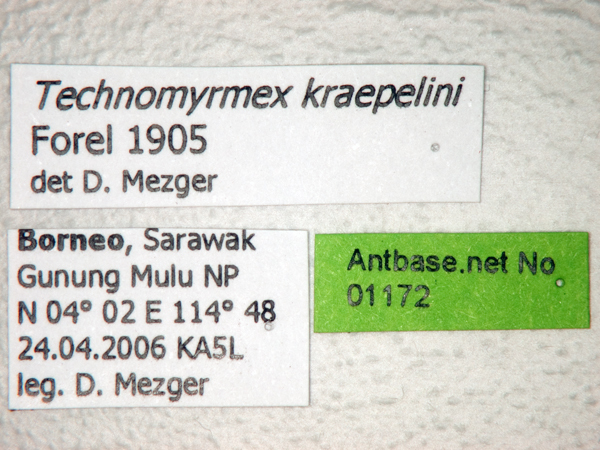 Technomyrmex kraepelini
Forel 1905
det D. Mezger
Borneo, Sarawak
Gunung Mulu NP
N 04° 02 E 114° 48
24.04.2006 KA5L
leg. D. Mezger
Antbase.net No
01172